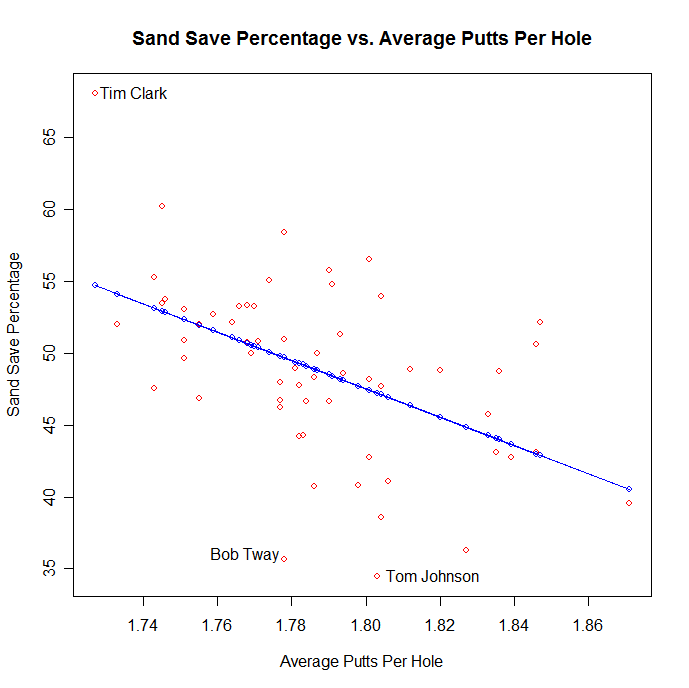 Sand Save Percentage vs. Average Putts Per Hole
Tim Clark
65
60
55
50
45
40
35
Sand Save Percentage
Bob Tway
Tom Johnson
1.74 1.76 1.78 1.80 1.82 1.84 1.86
Average Putts Per Hole